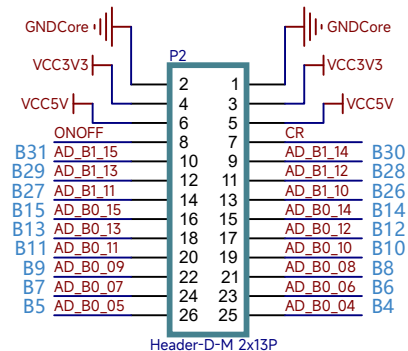 GNDCore GNDCore
P2
VCC3V3 2 1 VCC3V3
4 3
VCC5V 6 5 VCC5V
ONOFF 8 7 CR
B31 AD_B1_15 10 9 AD_B1_14 B30
B29 AD_B1_13 12 11 AD_B1_12 B28
B27 AD_B1_11 14 13 AD_B1_10 B26
B15 AD_B0_15 16 15 AD_B0_14 B14
B13 AD_B0_13 18 17 AD_B0_12 B12
B11 AD_B0_11 20 19 AD_B0_10 B10
B9 AD_B0_09 22 21 AD_B0_08 B8
B7 AD_B0_07 24 23 AD_B0_06 B6
B5 AD_B0_05 26 25 AD_B0_04 B4
Header-D-M 2x13P